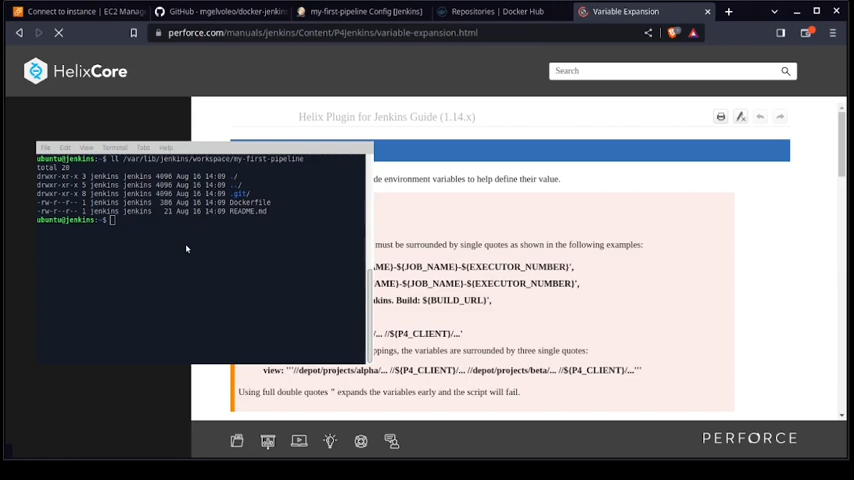 Connect to instance | EC2 Manag
GitHub - mgelvoleo/docker-jenkin
my-first-pipeline Config [Jenkins]
Repositories | Docker Hub
Variable Expansion
perforce.com/manuals/jenkins/Content/P4Jenkins/variable-expansion.html
HelixCore
Search
Helix Plugin for Jenkins Guide (1.14.x)
File Edit View Terminal Tabs Help
ubuntu@jenkins:~$ ll /var/lib/jenkins/workspace/my-first-pipeline
total 20
drwxr-xr-x 3 jenkins jenkins 4096 Aug 16 14:09 ./
drwxr-xr-x 5 jenkins jenkins 4096 Aug 16 14:09 ../
drwxr-xr-x 8 jenkins jenkins 4096 Aug 16 14:09 .git/
-rw-r--r-- 1 jenkins jenkins 386 Aug 16 14:09 Dockerfile
-rw-r--r-- 1 jenkins jenkins 21 Aug 16 14:09 README.md
ubuntu@jenkins:~$
de environment variables to help define their value.
must be surrounded by single quotes as shown in the following examples:
AME}-${JOB_NAME}-${EXECUTOR_NUMBER}',
AME}-${JOB_NAME}-${EXECUTOR_NUMBER}',
kins. Build: ${BUILD_URL}',
/... //${P4_CLIENT}/...'
ppings, the variables are surrounded by three single quotes:
view: '''//depot/projects/alpha/... //${P4_CLIENT}/... //depot/projects/beta/... //${P4_CLIENT}/...'''
Using full double quotes " expands the variables early and the script will fail.
PERFORCE